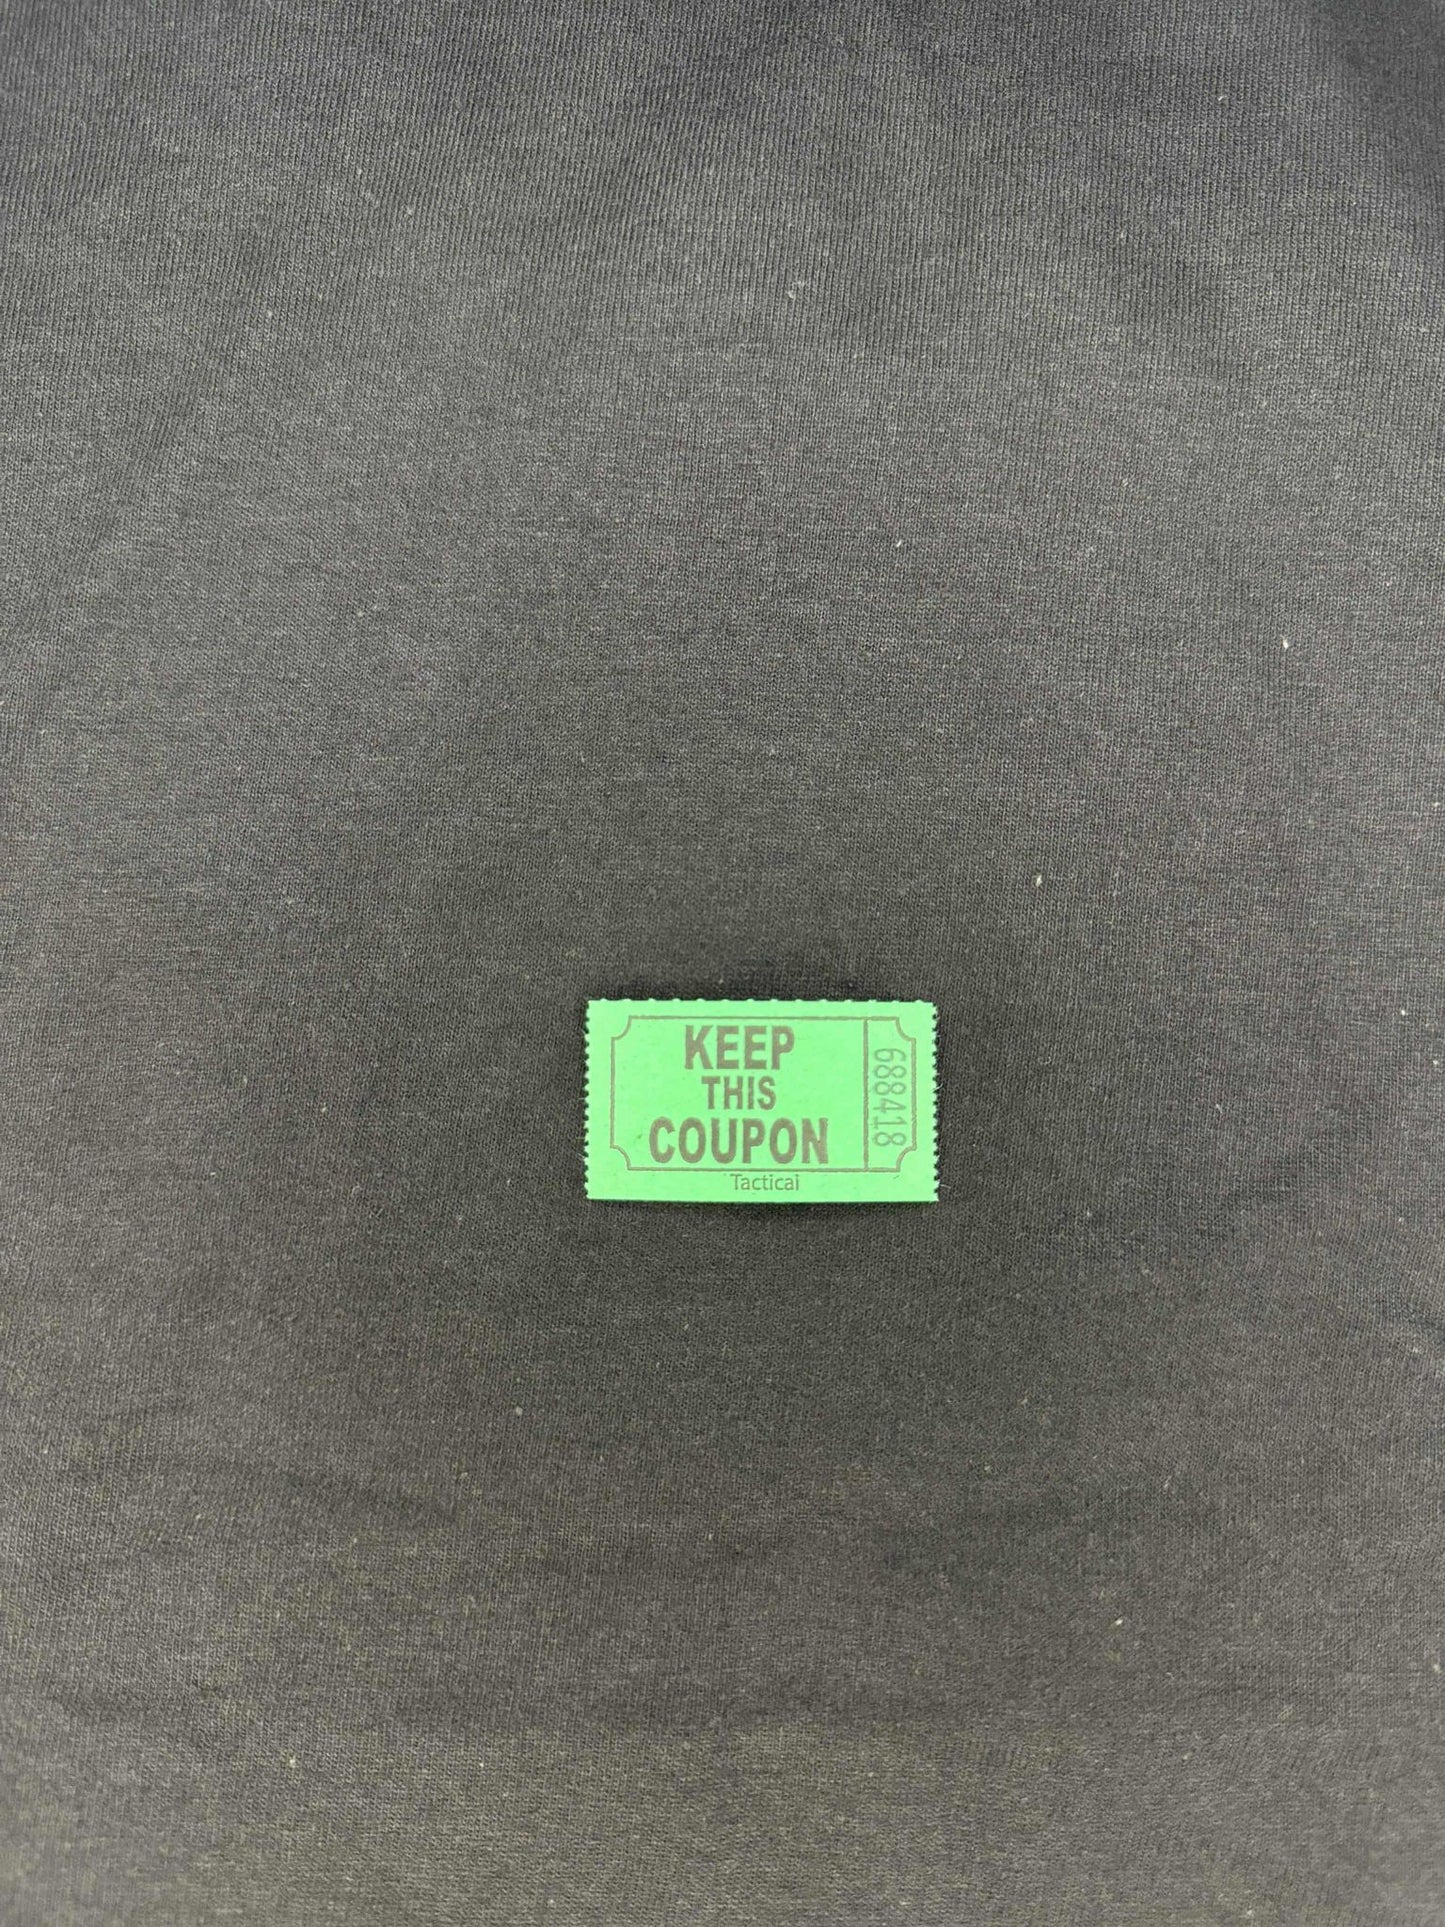 KEEP
THIS
COUPON
688418
Tactical